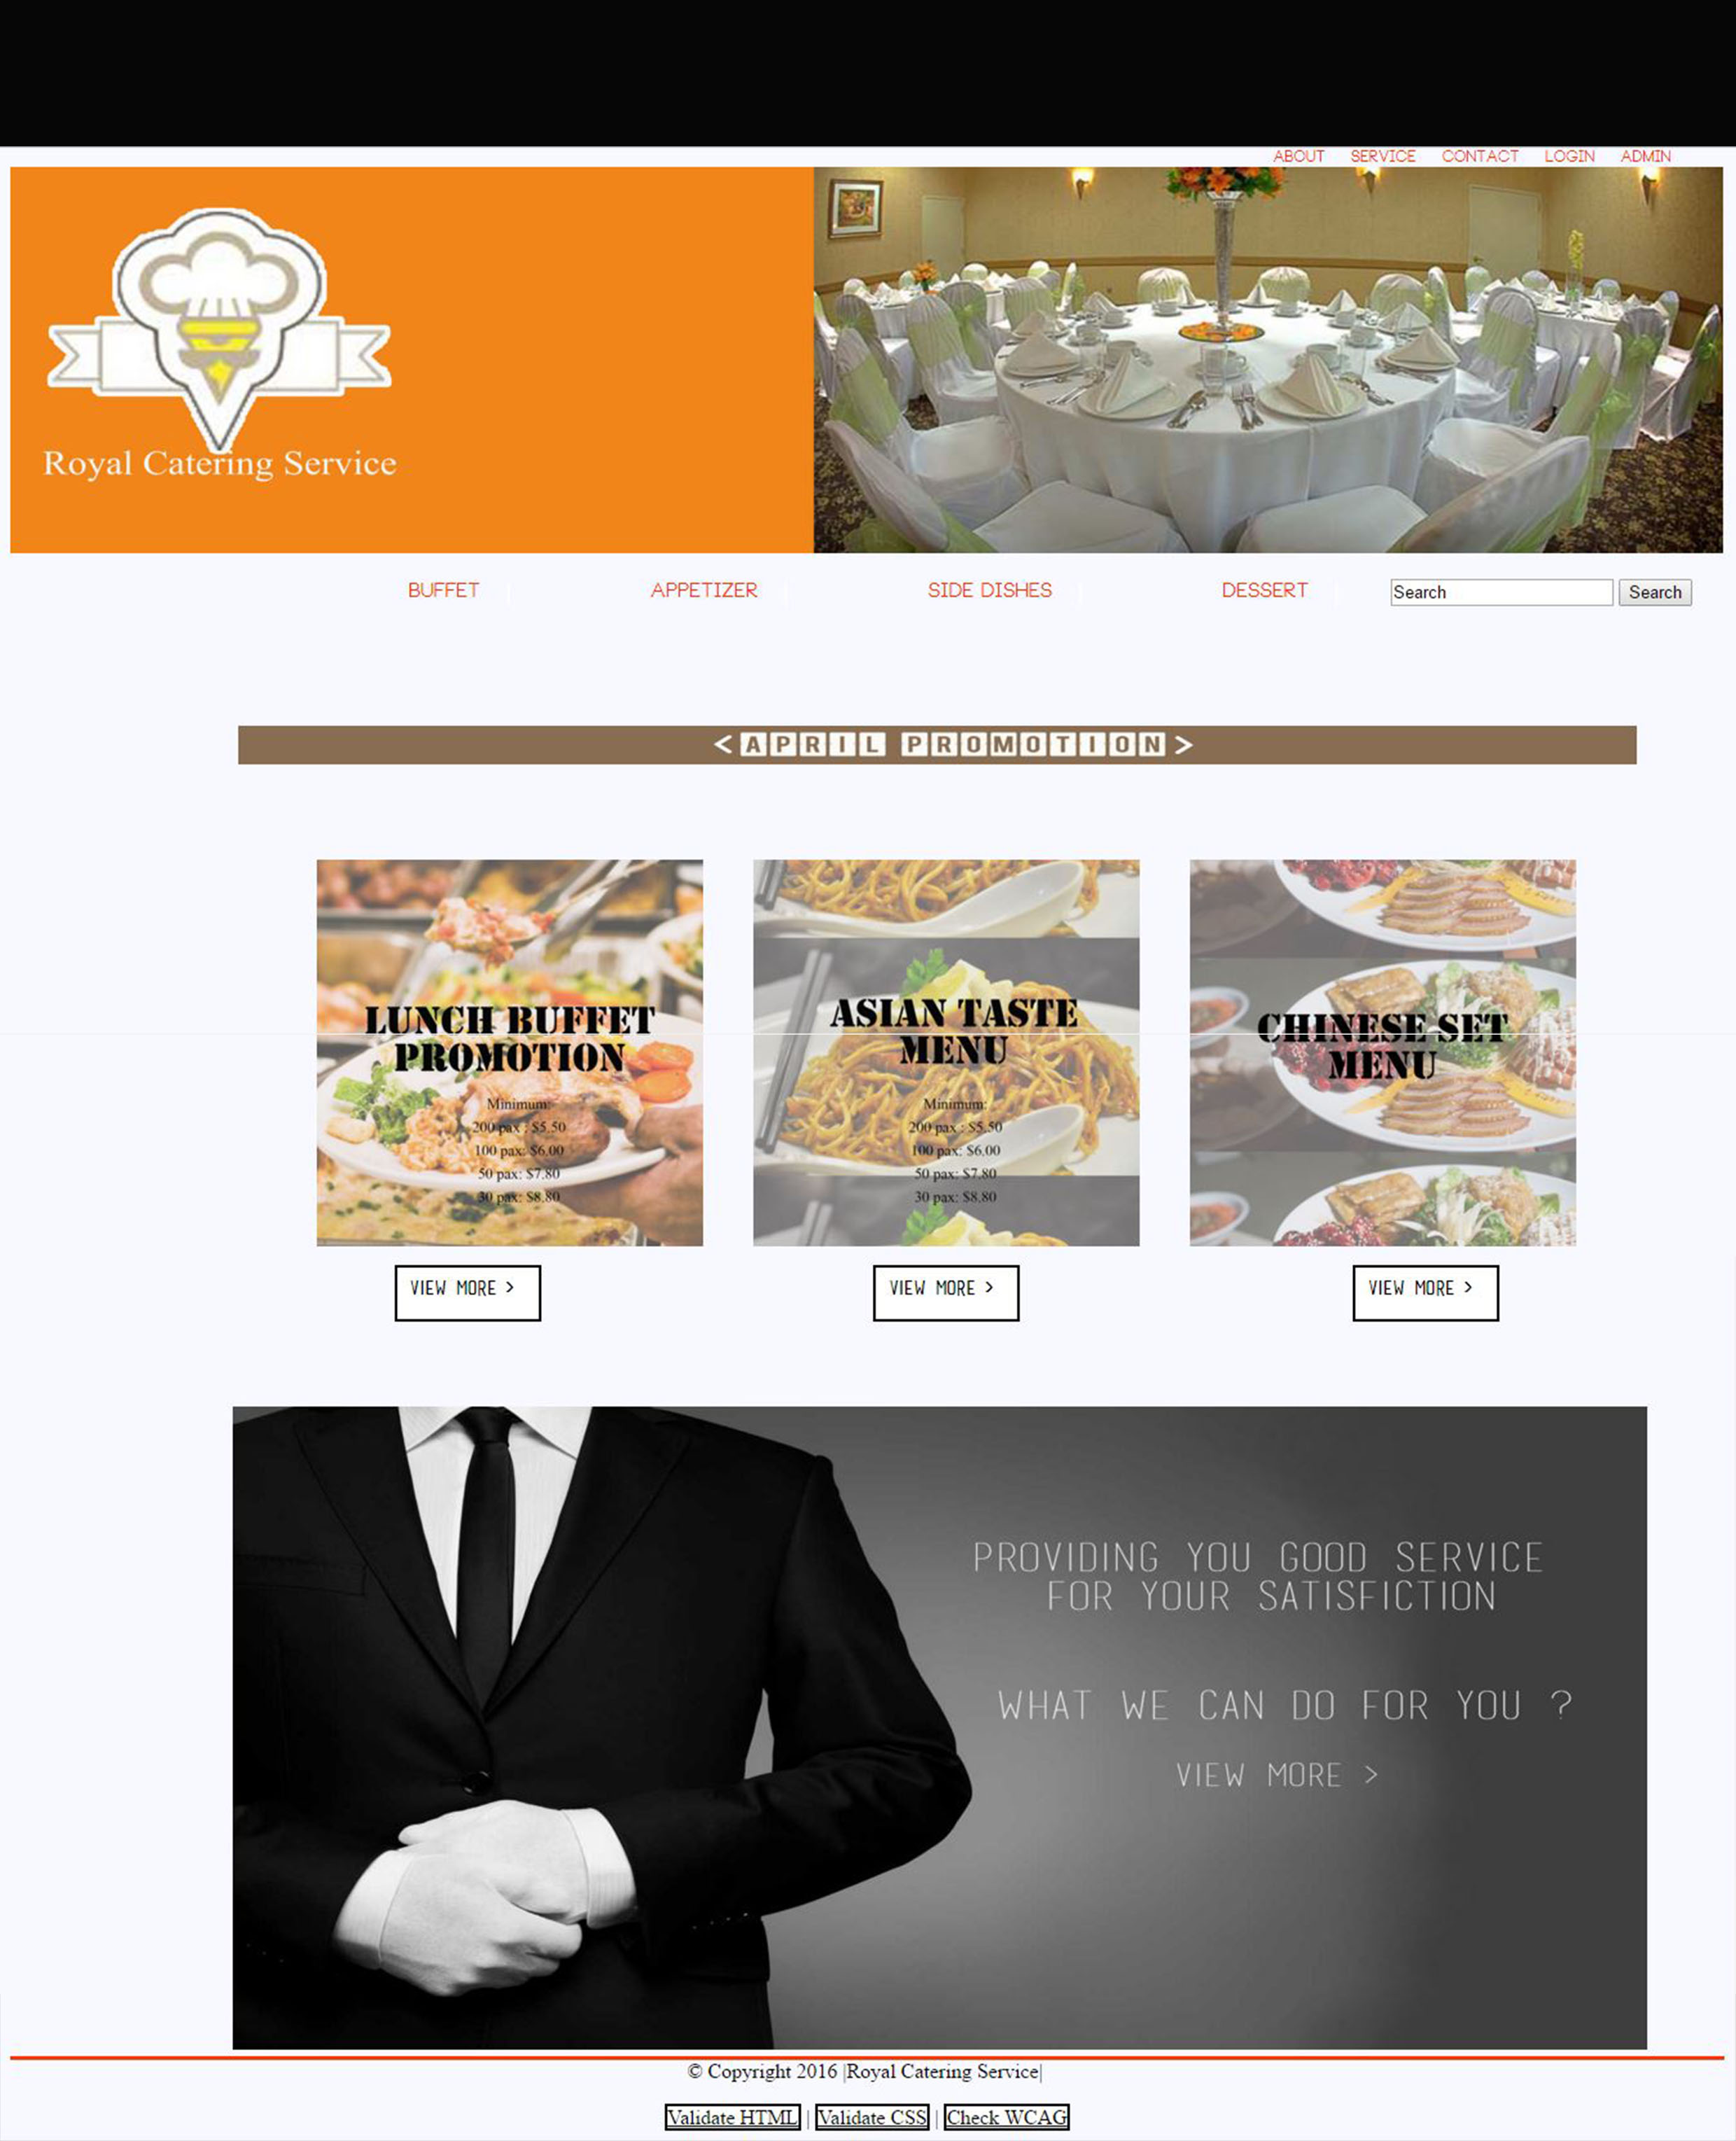 ABOUT SERVICE CONTACT LOGIN ADMIN
Royal Catering Service
BUFFET APPETIZER SIDE DISHES DESSERT Search Search
< APRIL PROMOTION >
LUNCH BUFFET
PROMOTION
Minimum:
200 pax : $5.50
100 pax: $6.00
50 pax: $7.80
30 pax: $8.80
ASIAN TASTE
MENU
Minimum:
200 pax : $5.50
100 pax: $6.00
50 pax: $7.80
30 pax: $8.80
CHINESE SET
MENU
VIEW MORE >
VIEW MORE >
VIEW MORE >
PROVIDING YOU GOOD SERVICE
FOR YOUR SATISFICTION
WHAT WE CAN DO FOR YOU ?
VIEW MORE >
© Copyright 2016 |Royal Catering Service|
Validate HTML | Validate CSS | Check WCAG